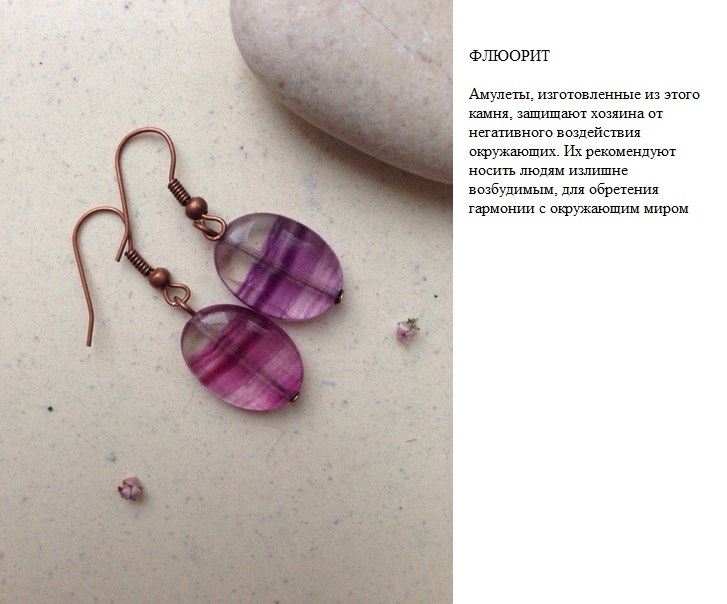 ФЛЮОРИТ
Амулеты, изготовленные из этого
камня, защищают хозяина от
негативного воздействия
окружающих. Их рекомендуют
носить людям излишне
возбудимым, для обретения
гармонии с окружающим миром